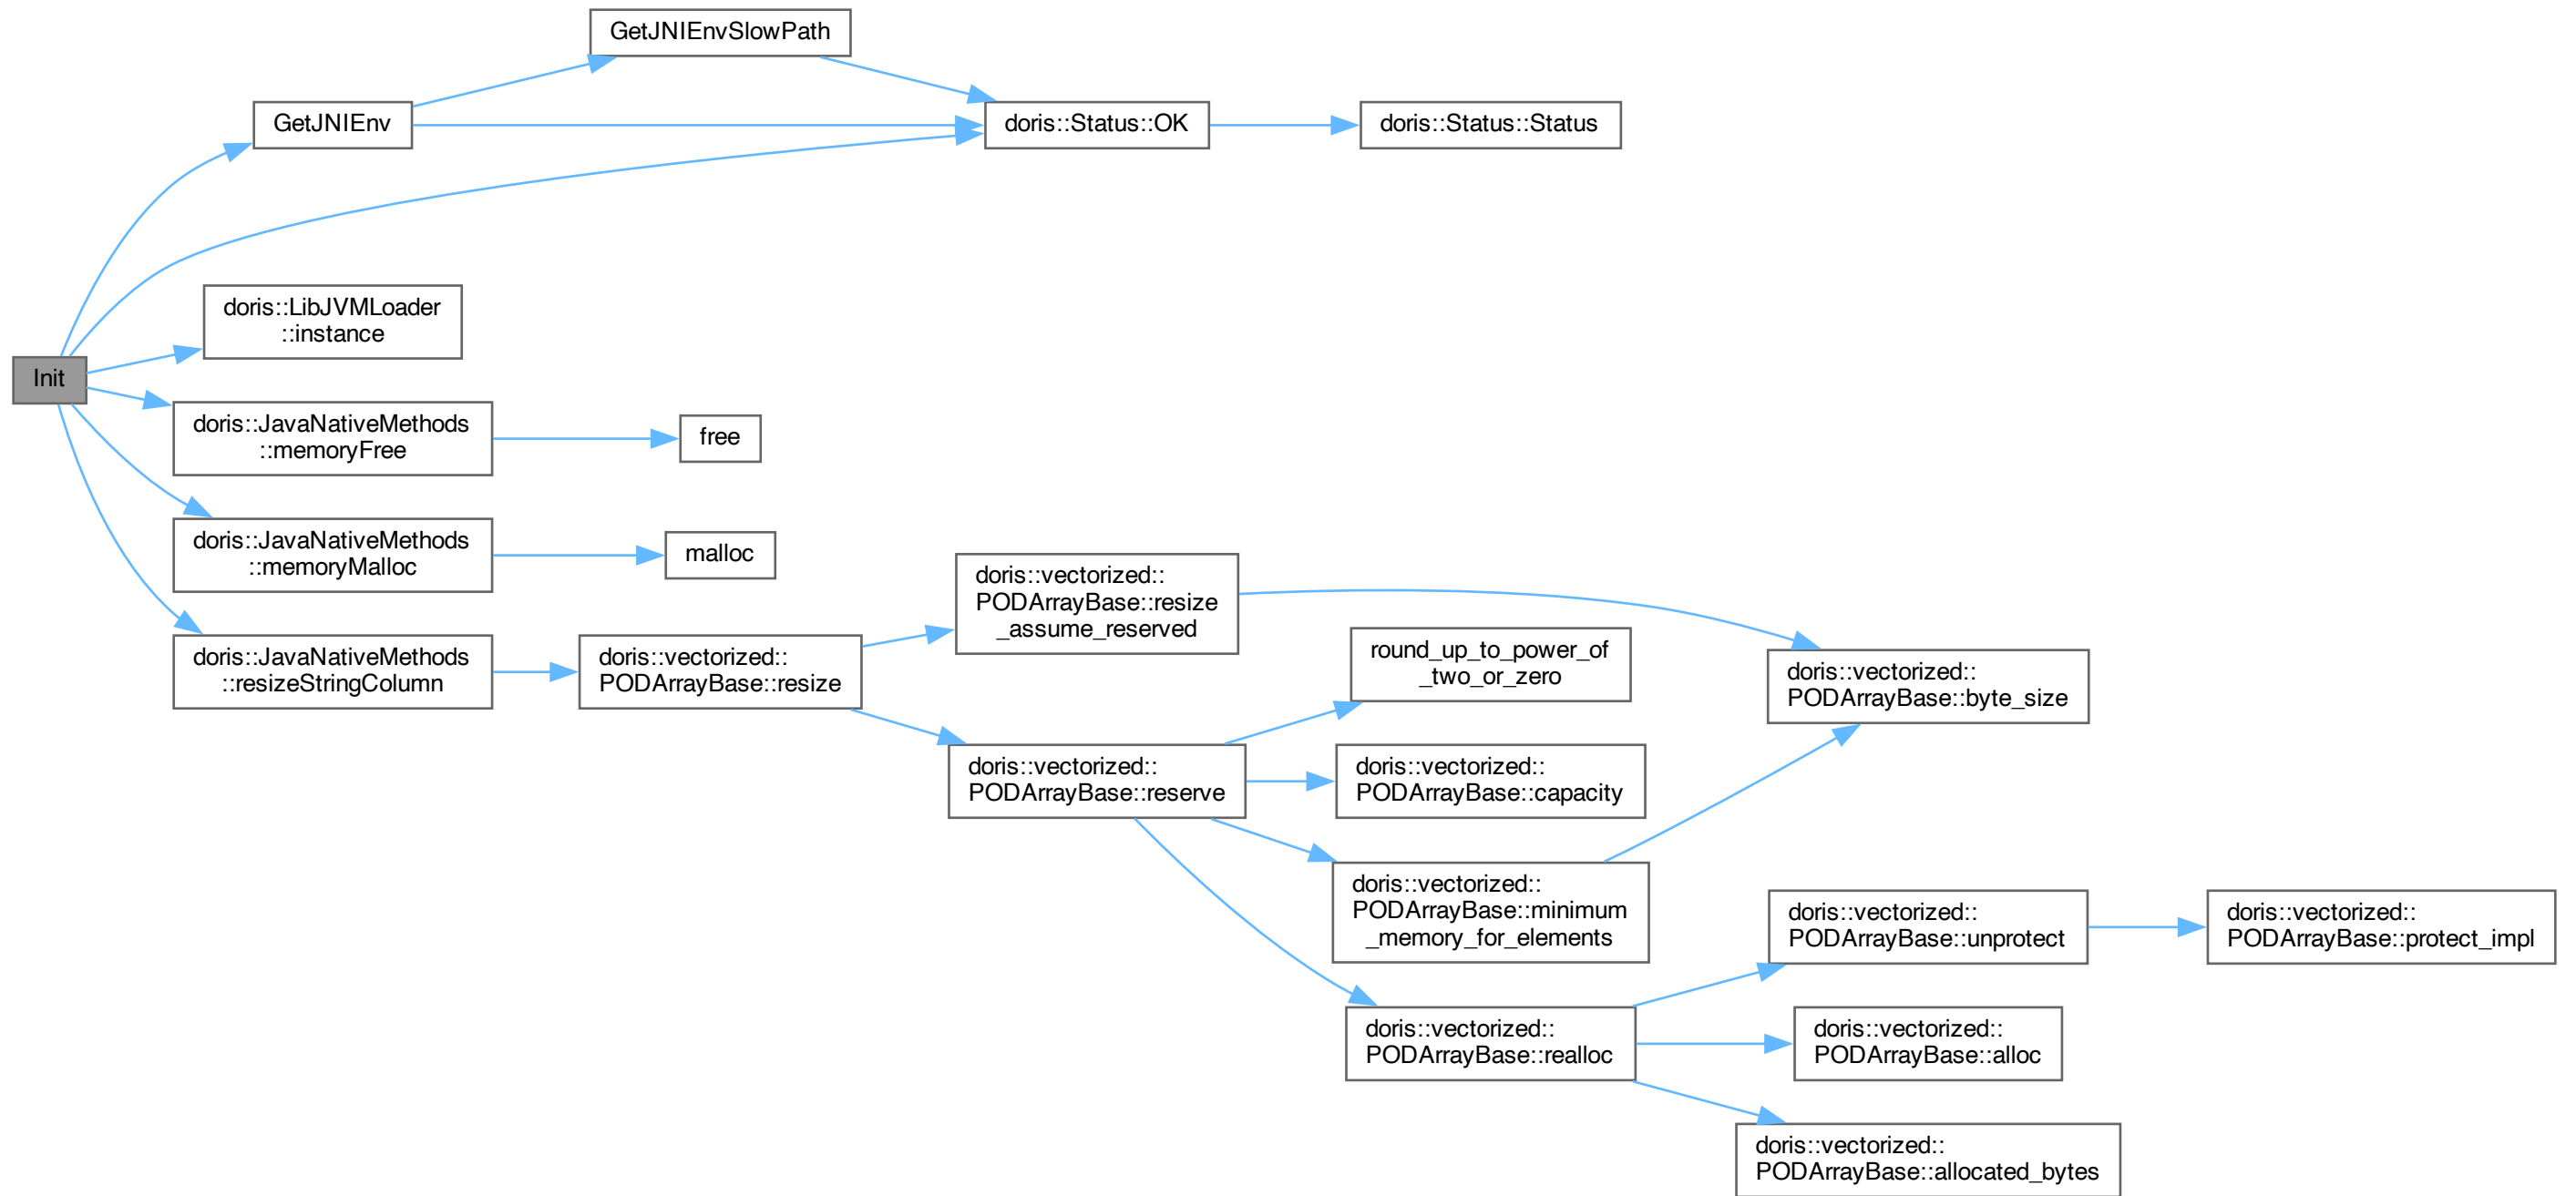 GetJNIEnvSlowPath
GetJNIEnv
doris::Status::OK
doris::Status::Status
doris::LibJVMLoader
::instance
Init
doris::JavaNativeMethods
::memoryFree
free
doris::JavaNativeMethods
::memoryMalloc
malloc
doris::JavaNativeMethods
::resizeStringColumn
doris::vectorized::
PODArrayBase::resize
doris::vectorized::
PODArrayBase::resize
_assume_reserved
round_up_to_power_of
_two_or_zero
doris::vectorized::
PODArrayBase::byte_size
doris::vectorized::
PODArrayBase::reserve
doris::vectorized::
PODArrayBase::capacity
doris::vectorized::
PODArrayBase::minimum
_memory_for_elements
doris::vectorized::
PODArrayBase::unprotect
doris::vectorized::
PODArrayBase::protect_impl
doris::vectorized::
PODArrayBase::realloc
doris::vectorized::
PODArrayBase::alloc
doris::vectorized::
PODArrayBase::allocated_bytes